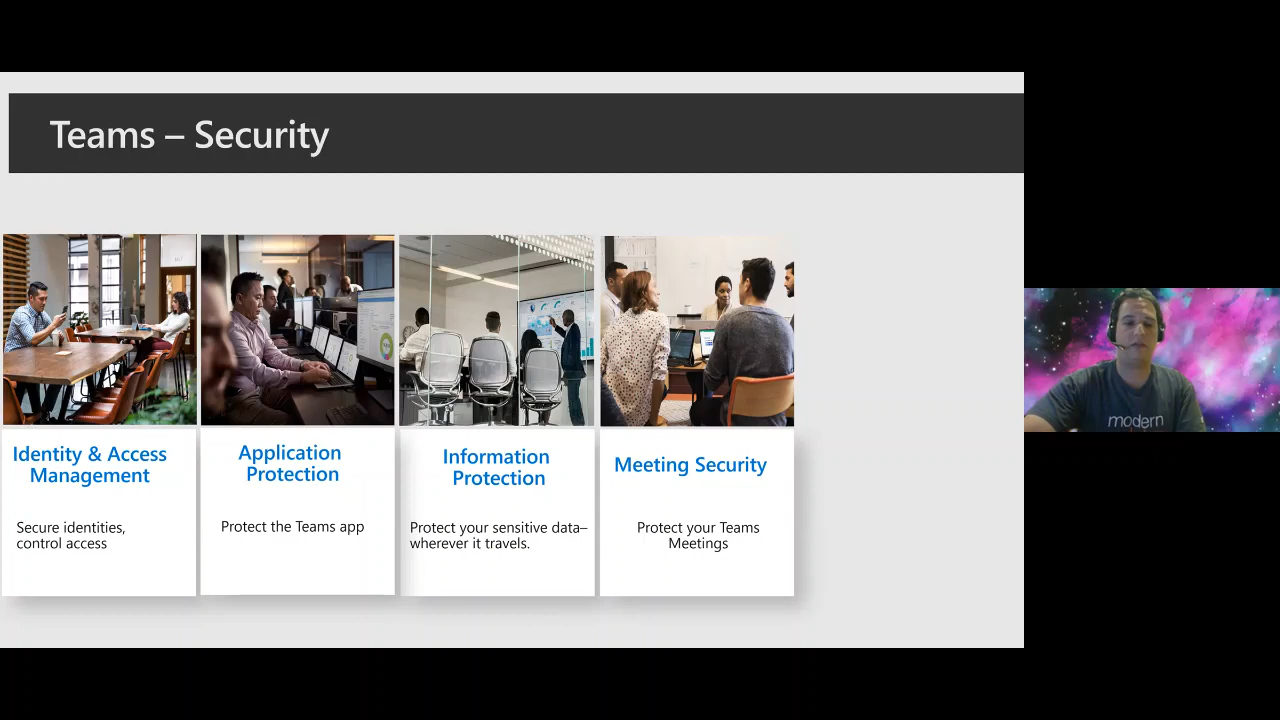 Teams – Security
Identity & Access
Management
Secure identities,
control access
Application
Protection
Protect the Teams app
Information
Protection
Protect your sensitive data–
wherever it travels.
Meeting Security
Protect your Teams
Meetings
modern